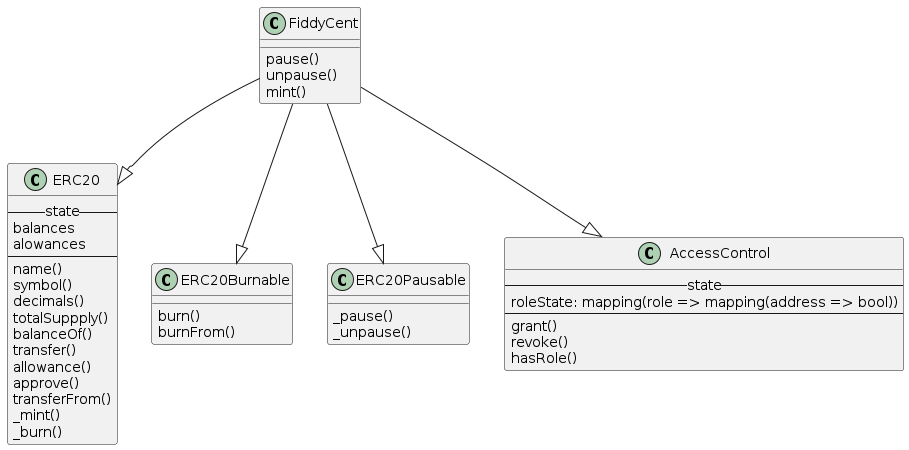 C FiddyCent
pause()
unpause()
mint()
C ERC20
state
balances
alowances
name()
symbol()
decimals()
totalSuppply()
balanceOf()
transfer()
allowance()
approve()
transferFrom()
_mint()
_burn()
C ERC20Burnable
burn()
burnFrom()
C ERC20Pausable
_pause()
_unpause()
C AccessControl
state
roleState: mapping(role => mapping(address => bool))
grant()
revoke()
hasRole()